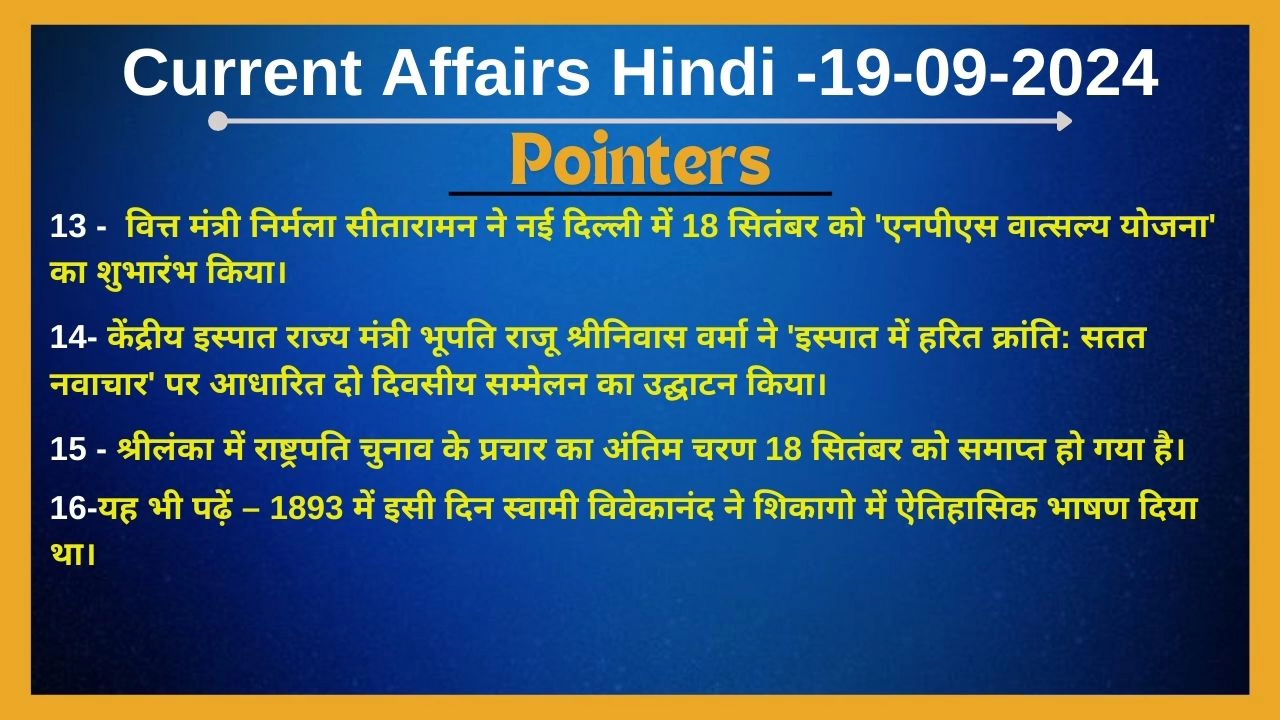 Current Affairs Hindi -19-09-2024
Pointers
13 - वित्त मंत्री निर्मला सीतारामन ने नई दिल्ली में 18 सितंबर को 'एनपीएस वात्सल्य योजना'
का शुभारंभ किया।
14- केंद्रीय इस्पात राज्य मंत्री भूपति राजू श्रीनिवास वर्मा ने 'इस्पात में हरित क्रांति: सतत
नवाचार' पर आधारित दो दिवसीय सम्मेलन का उद्घाटन किया।
15 - श्रीलंका में राष्ट्रपति चुनाव के प्रचार का अंतिम चरण 18 सितंबर को समाप्त हो गया है।
16-यह भी पढ़ें – 1893 में इसी दिन स्वामी विवेकानंद ने शिकागो में ऐतिहासिक भाषण दिया
था।